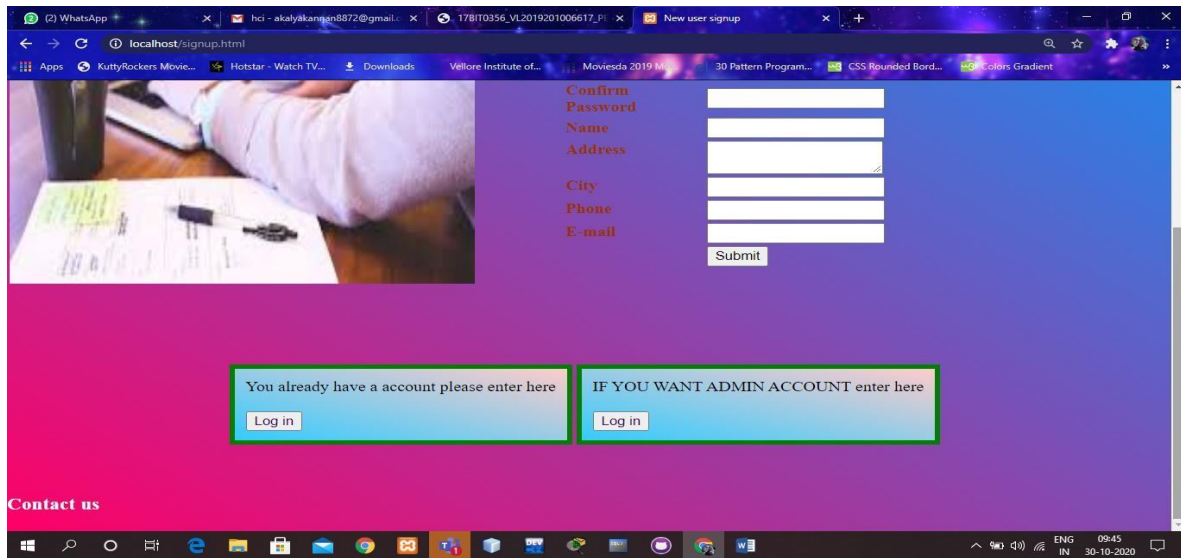 (2) WhatsApp
hci - akalyakannan8872@gmail.c
17BIT0356_VL2019201006617_PI
New user signup
localhost/signup.html
Apps
KuttyRockers Movie...
Hotstar - Watch TV...
Downloads
Vellore Institute of...
Moviesda 2019 M
30 Pattern Program...
CSS Rounded Bord...
Colors Gradient
»
Confirm
Password
Name
Address
City
Phone
E-mail
Submit
You already have a account please enter here
Log in
IF YOU WANT ADMIN ACCOUNT enter here
Log in
Contact us
DEV
ENG
IN
09:45
30-10-2020